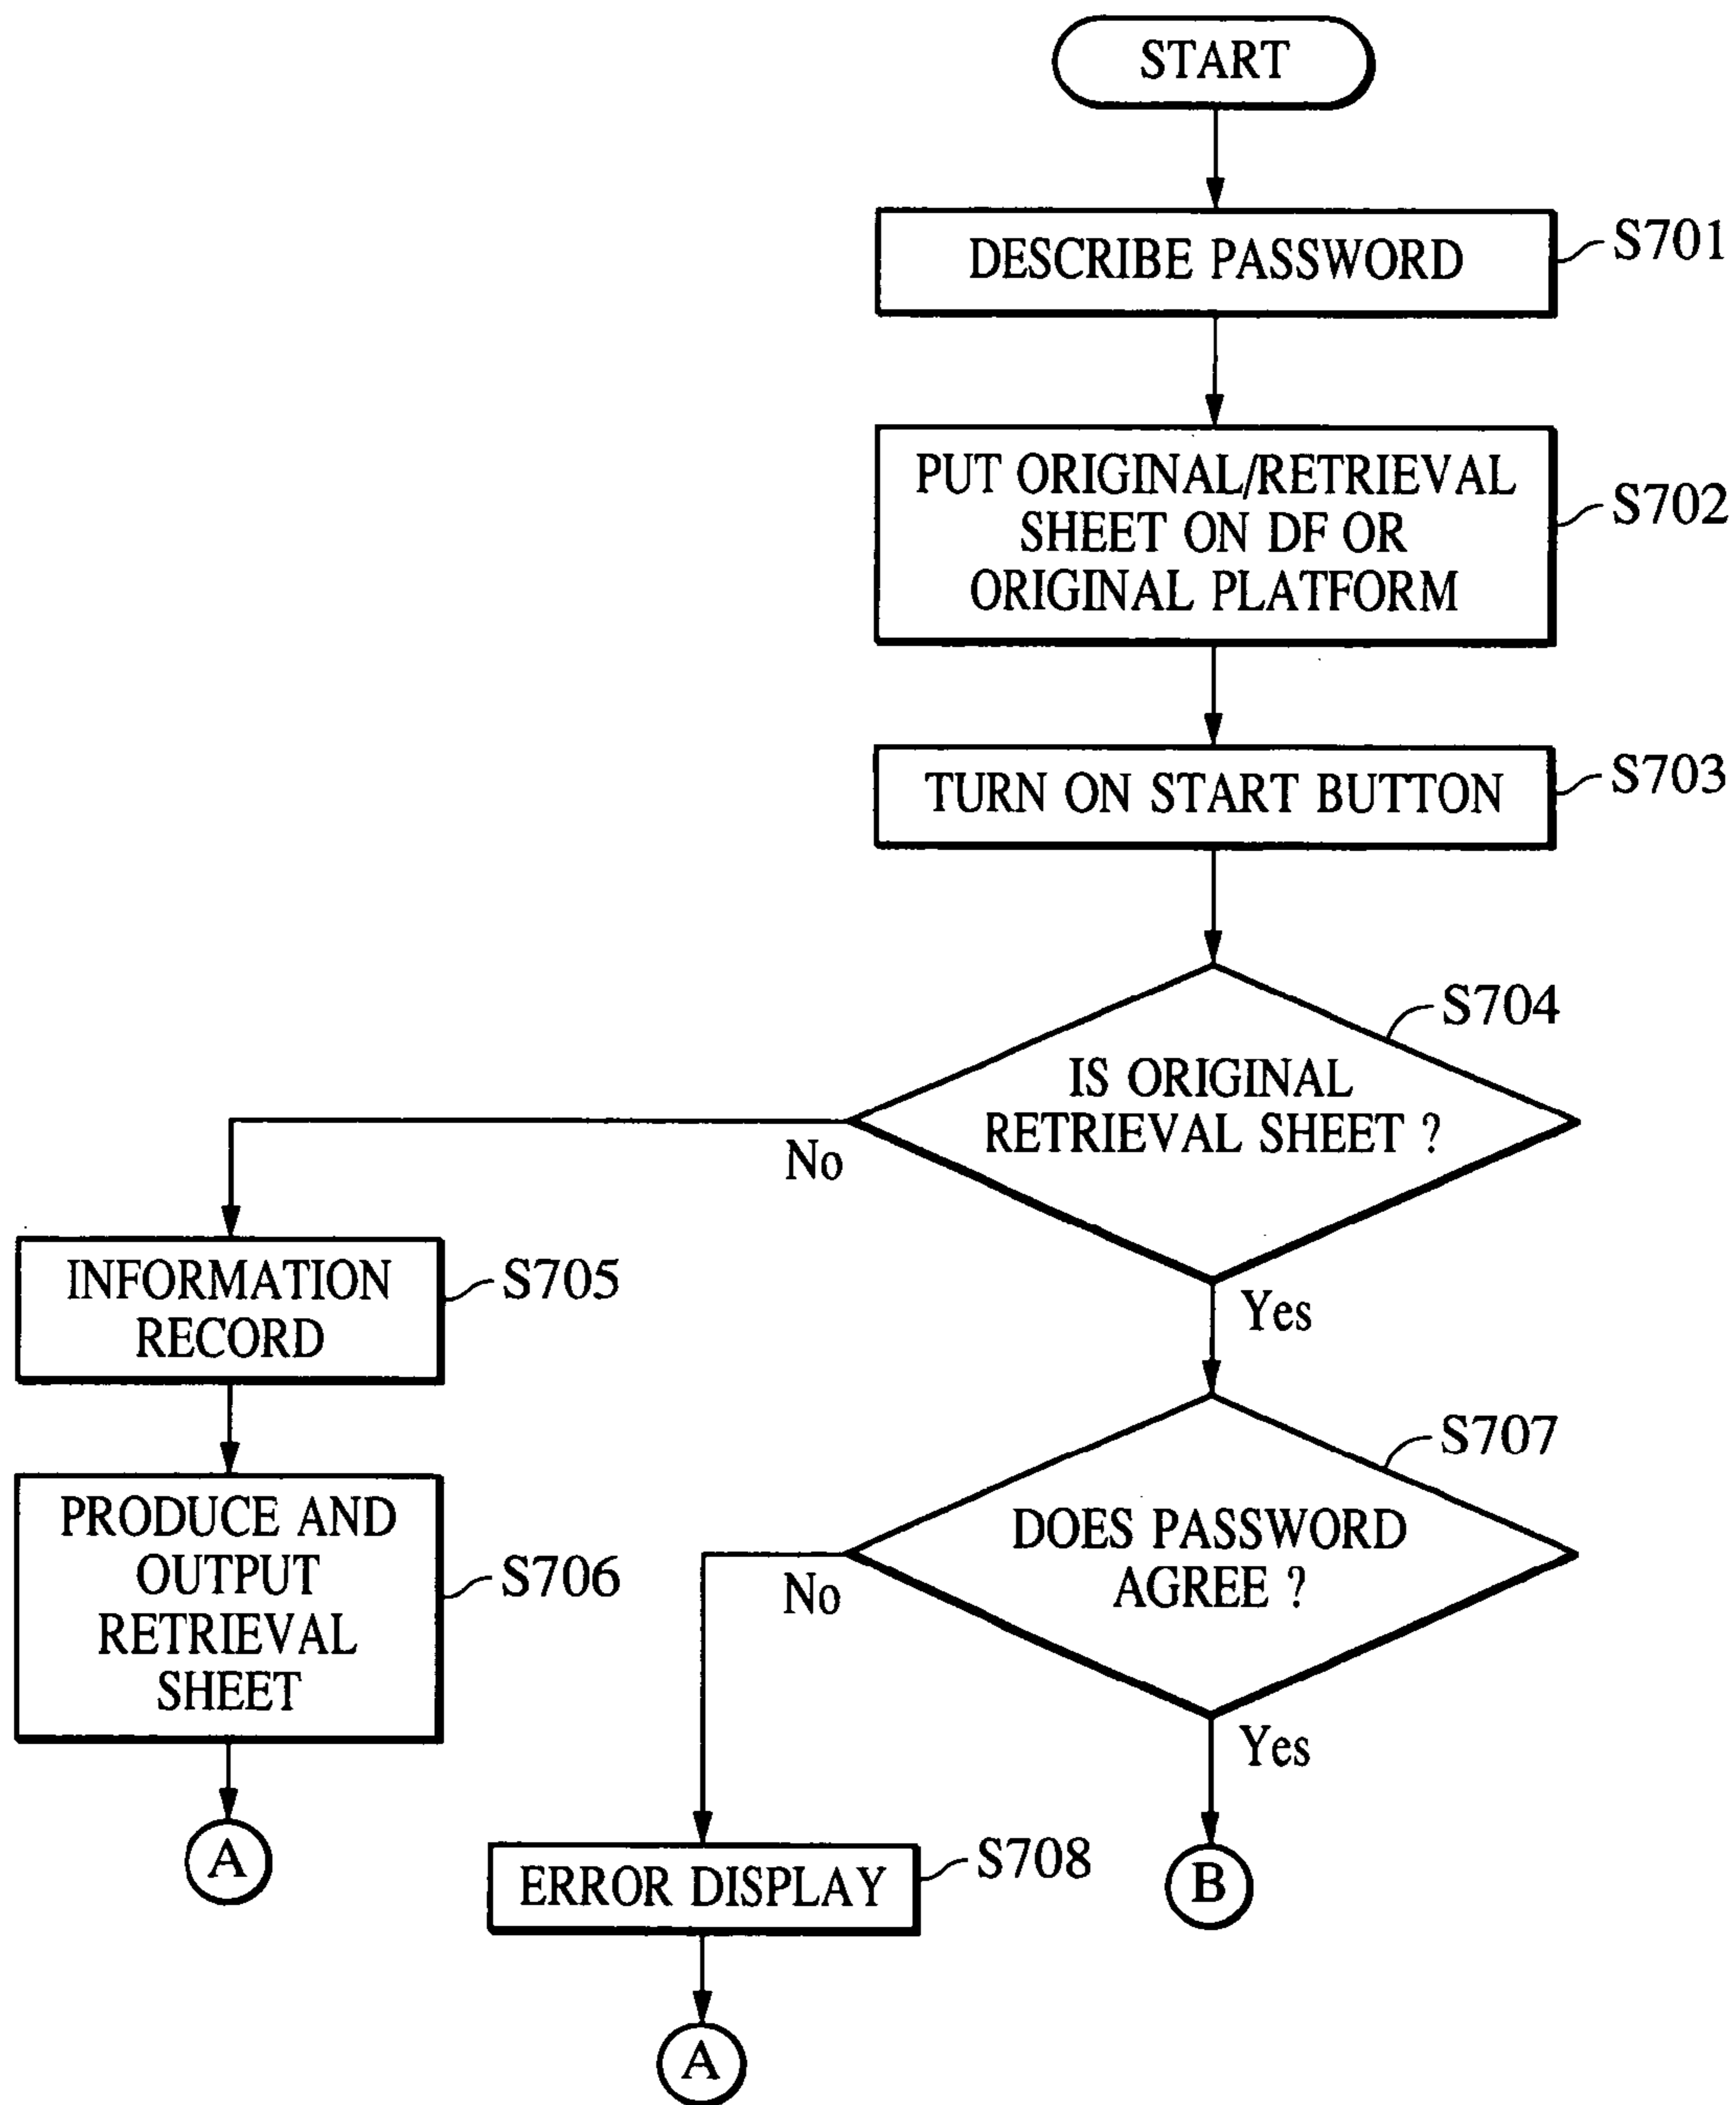 START
DESCRIBE PASSWORD
S701
PUT ORIGINAL/RETRIEVAL
SHEET ON DF OR
ORIGINAL PLATFORM
S702
TURN ON START BUTTON
S703
S704
IS ORIGINAL
RETRIEVAL SHEET ?
No
Yes
INFORMATION
RECORD
S705
PRODUCE AND
OUTPUT
RETRIEVAL
SHEET
S706
A
S707
DOES PASSWORD
AGREE ?
No
Yes
ERROR DISPLAY
S708
B
A